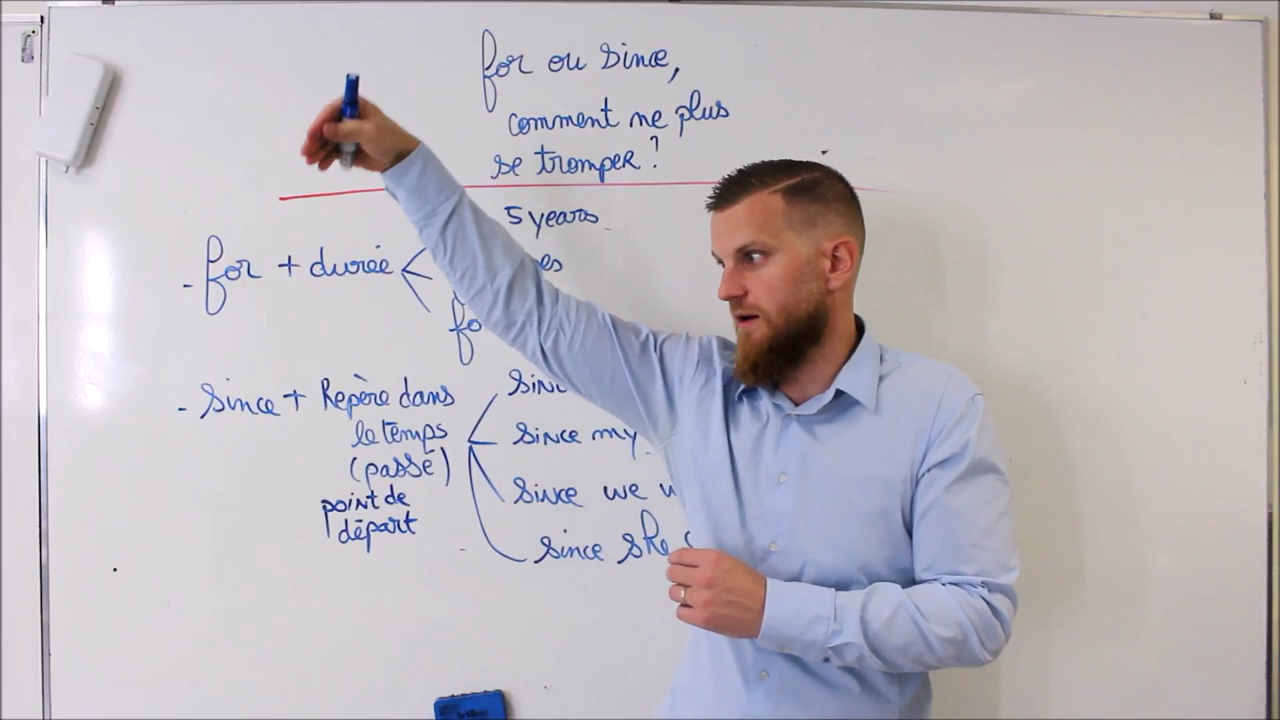 for ou since,
comment ne plus
se tromper ?
5 years
- for + durée
- since + Repère dans
le temps
(passé)
point de
départ
since my
since we
since she